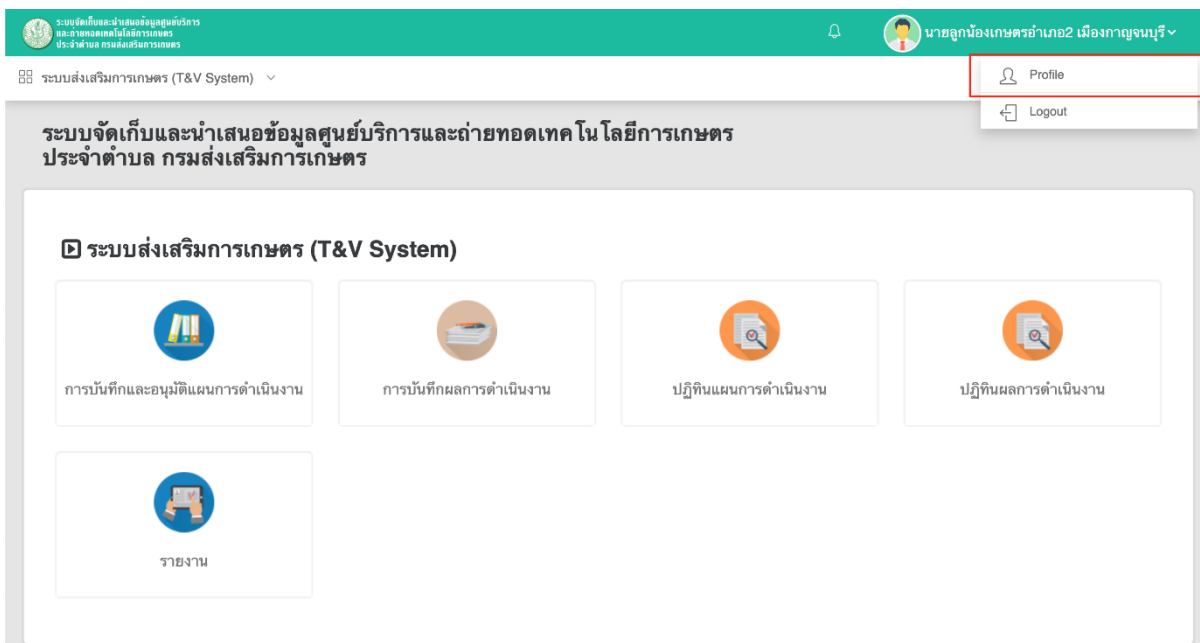 ระบบจัดเก็บและนำเสนอข้อมูลศูนย์บริการ
และถ่ายทอดเทคโนโลยีการเกษตร
ประจำตำบล กรมส่งเสริมการเกษตร
นายลูกน้องเกษตรอำเภอ2 เมืองกาญจนบุรี
ระบบส่งเสริมการเกษตร (T&V System)
Profile
Logout
ระบบจัดเก็บและนำเสนอข้อมูลศูนย์บริการและถ่ายทอดเทคโนโลยีการเกษตร
ประจำตำบล กรมส่งเสริมการเกษตร
ระบบส่งเสริมการเกษตร (T&V System)
การบันทึกและอนุมัติแผนการดำเนินงาน
การบันทึกผลการดำเนินงาน
ปฏิทินแผนการดำเนินงาน
ปฏิทินผลการดำเนินงาน
รายงาน